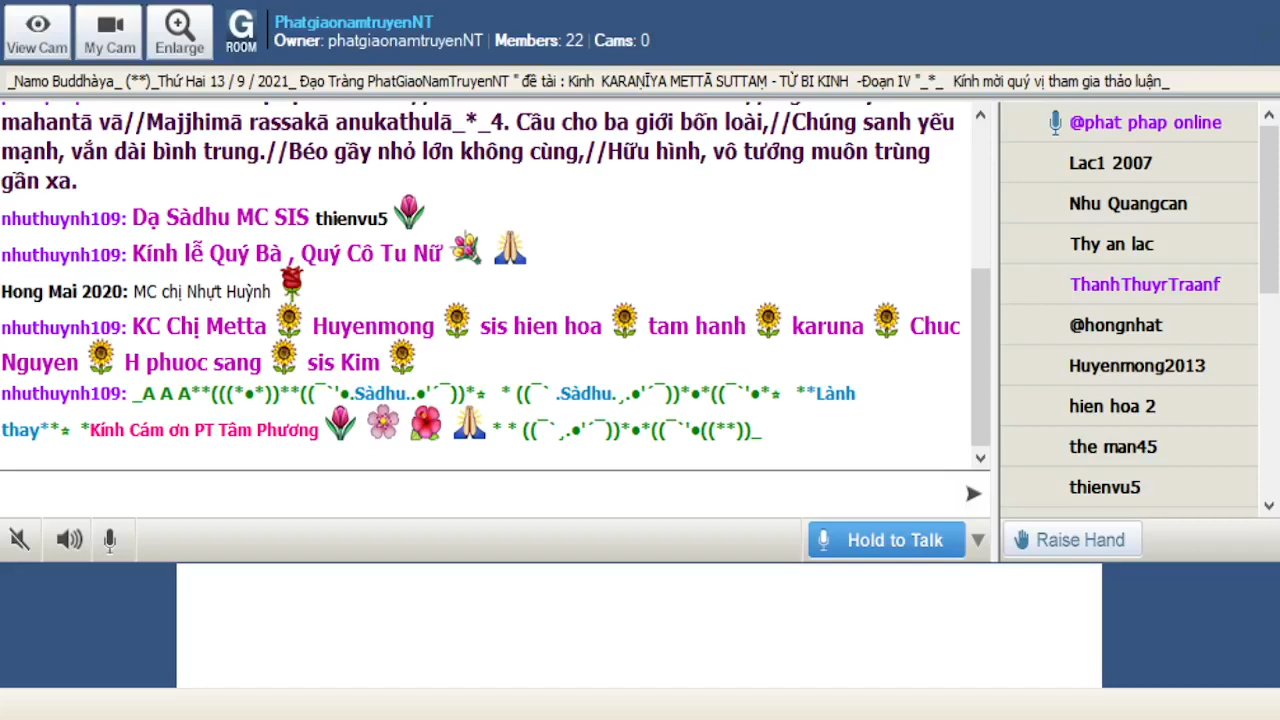 View Cam
My Cam
Enlarge
G
ROOM
PhatgiaonamtruyenNT
Owner: phatgiaonamtruyenNT | Members: 22 | Cams: 0
_Namo Buddhàya_ (**)_Thứ Hai 13 / 9 / 2021_ Đạo Tràng PhatGiaoNamTruyenNT " đề tài : Kinh KARAṆĪYA METTĀ SUTTAṂ - TỪ BI KINH -Đoạn IV "_*_ Kính mời quý vị tham gia thảo luận_
mahantā vā//Majjhimā rassakā anukathulā_*_4. Cầu cho ba giới bốn loài,//Chúng sanh yếu
mạnh, vắn dài bình trung.//Béo gầy nhỏ lớn không cùng,//Hữu hình, vô tướng muôn trùng
gần xa.
nhuthuynh109: Dạ Sàdhu MC SIS thienvu5
nhuthuynh109: Kính lễ Quý Bà , Quý Cô Tu Nữ
Hong Mai 2020: MC chị Nhựt Huỳnh
nhuthuynh109: KC Chị Metta Huyenmong sis hien hoa tam hanh karuna Chuc
Nguyen H phuoc sang sis Kim
nhuthuynh109: _A A A**(((*•*))**((¯`'•.Sàdhu..•'´¯))*⋆ * ((¯` .Sàdhu.¸.•'´¯))*•*((¯`'•*⋆ **Lành
thay**⋆ *Kính Cám ơn PT Tâm Phương * * ((¯`¸.•'´¯))*•*((¯`'•((**))_
Hold to Talk
@phat phap online
Lac1 2007
Nhu Quangcan
Thy an lac
ThanhThuyrTraanf
@hongnhat
Huyenmong2013
hien hoa 2
the man45
thienvu5
Raise Hand